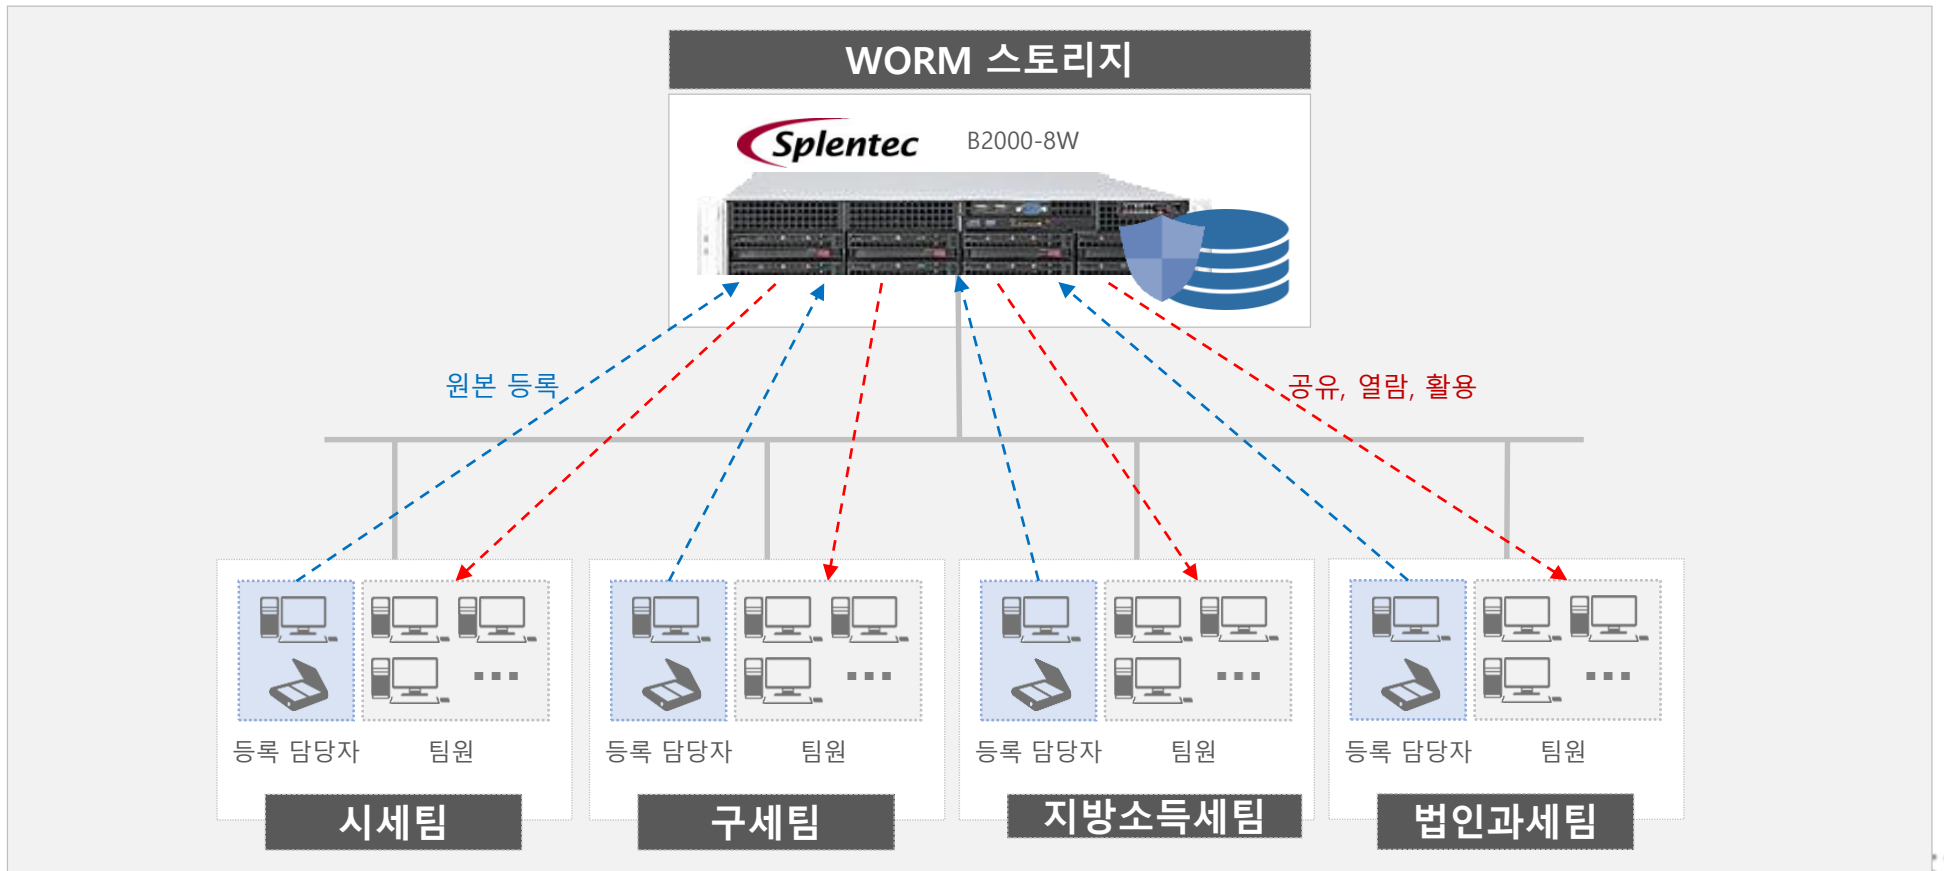 WORM 스토리지
Splentec B2000-8W
원본 등록
공유, 열람, 활용
등록 담당자 팀원
등록 담당자 팀원
등록 담당자 팀원
등록 담당자 팀원
시세팀
구세팀
지방소득세팀
법인과세팀